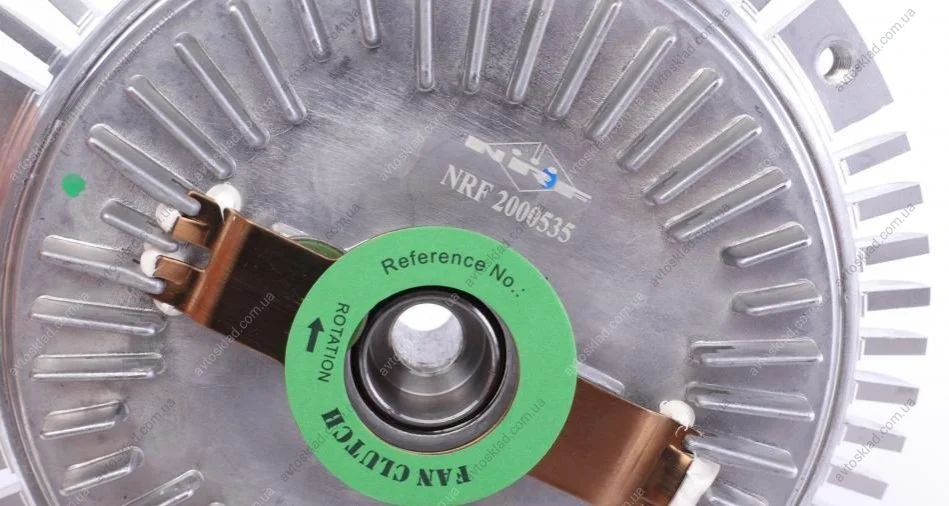 NRF
NRF 2000535
Reference No.:
ROTATION
FAN CLUTCH
avtosklad.com.ua